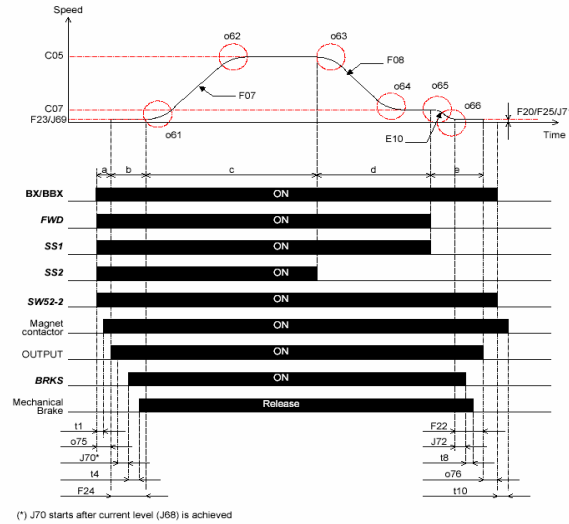 Speed
o62
o63
C05
F08
F07
o64
o65
o66
C07
F23/J69
F20/F25/J7
o61
E10
Time
a
b
c
d
e
BX/BBX
ON
FWD
ON
SS1
ON
SS2
ON
SW52-2
ON
Magnet
contactor
ON
OUTPUT
ON
BRKS
ON
Mechanical
Brake
Release
t1
F22
o75
J72
J70*
t8
t4
o76
F24
t10
(*) J70 starts after current level (J68) is achieved